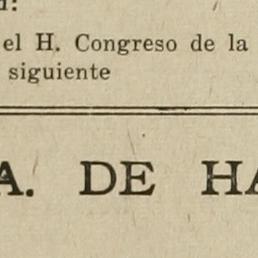 el H. Congreso de la
siguiente
A. DE HA